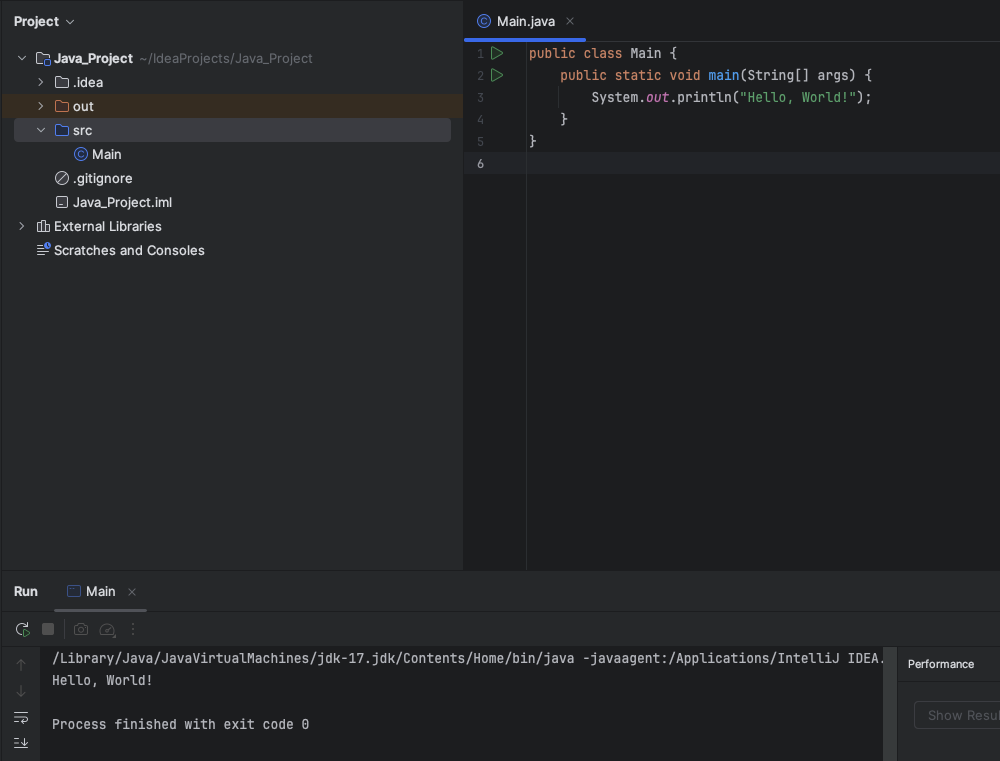 Project
Java_Project ~/IdeaProjects/Java_Project
.idea
out
src
Main
.gitignore
Java_Project.iml
External Libraries
Scratches and Consoles
Main.java
1 public class Main {
2 public static void main(String[] args) {
3 System.out.println("Hello, World!");
4 }
5 }
6
Run Main
/Library/Java/JavaVirtualMachines/jdk-17.jdk/Contents/Home/bin/java -javaagent:/Applications/IntelliJ IDEA.
Hello, World!
Process finished with exit code 0
Performance
Show Resu